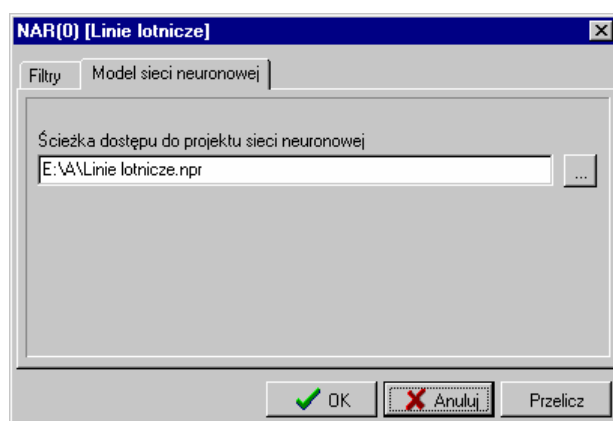 NAR(0) [Linie lotnicze]
Filtry Model sieci neuronowej
Ścieżka dostępu do projektu sieci neuronowej
E:\A\Linie lotnicze.npr ...
OK Anuluj Przelicz